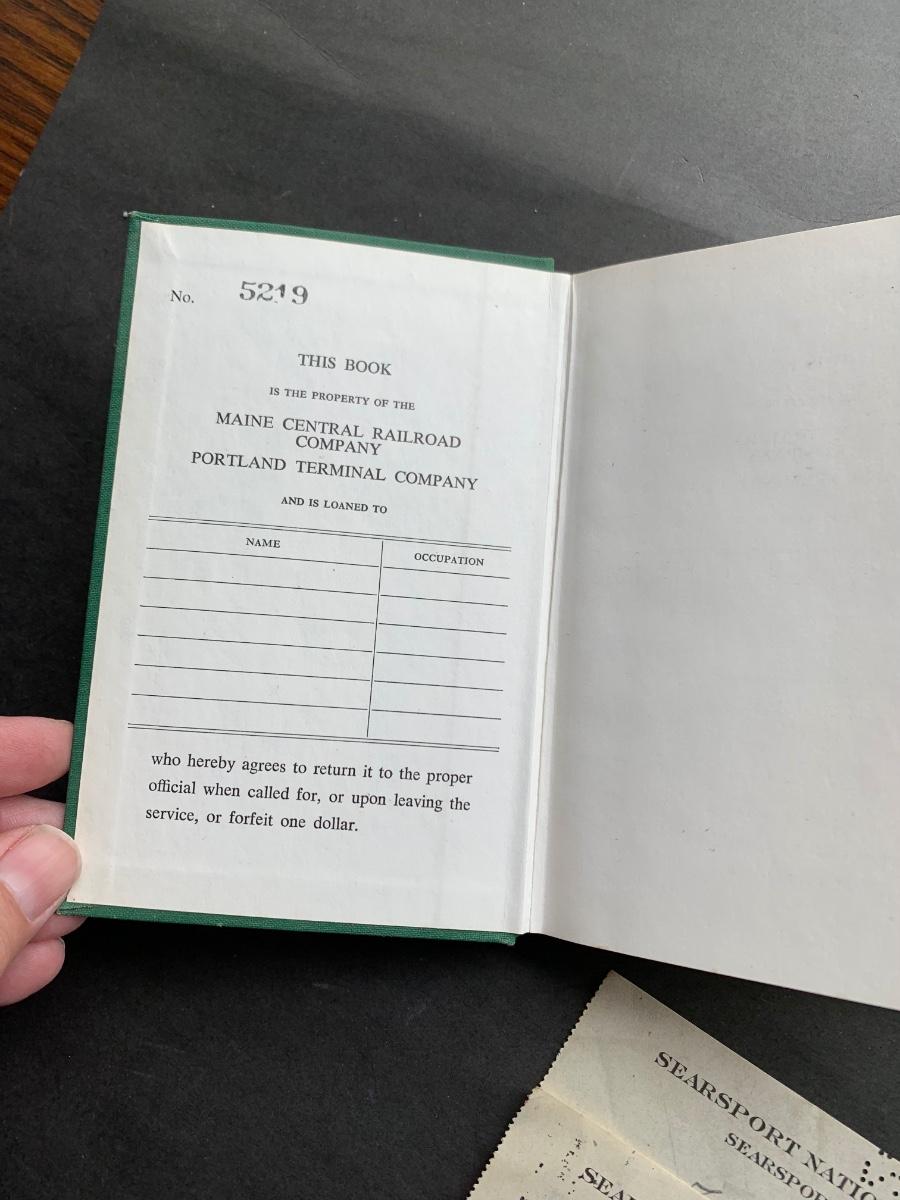 No. 5219
THIS BOOK
IS THE PROPERTY OF THE
MAINE CENTRAL RAILROAD
COMPANY
PORTLAND TERMINAL COMPANY
AND IS LOANED TO
NAME OCCUPATION
who hereby agrees to return it to the proper
official when called for, or upon leaving the
service, or forfeit one dollar.
SEARSPORT